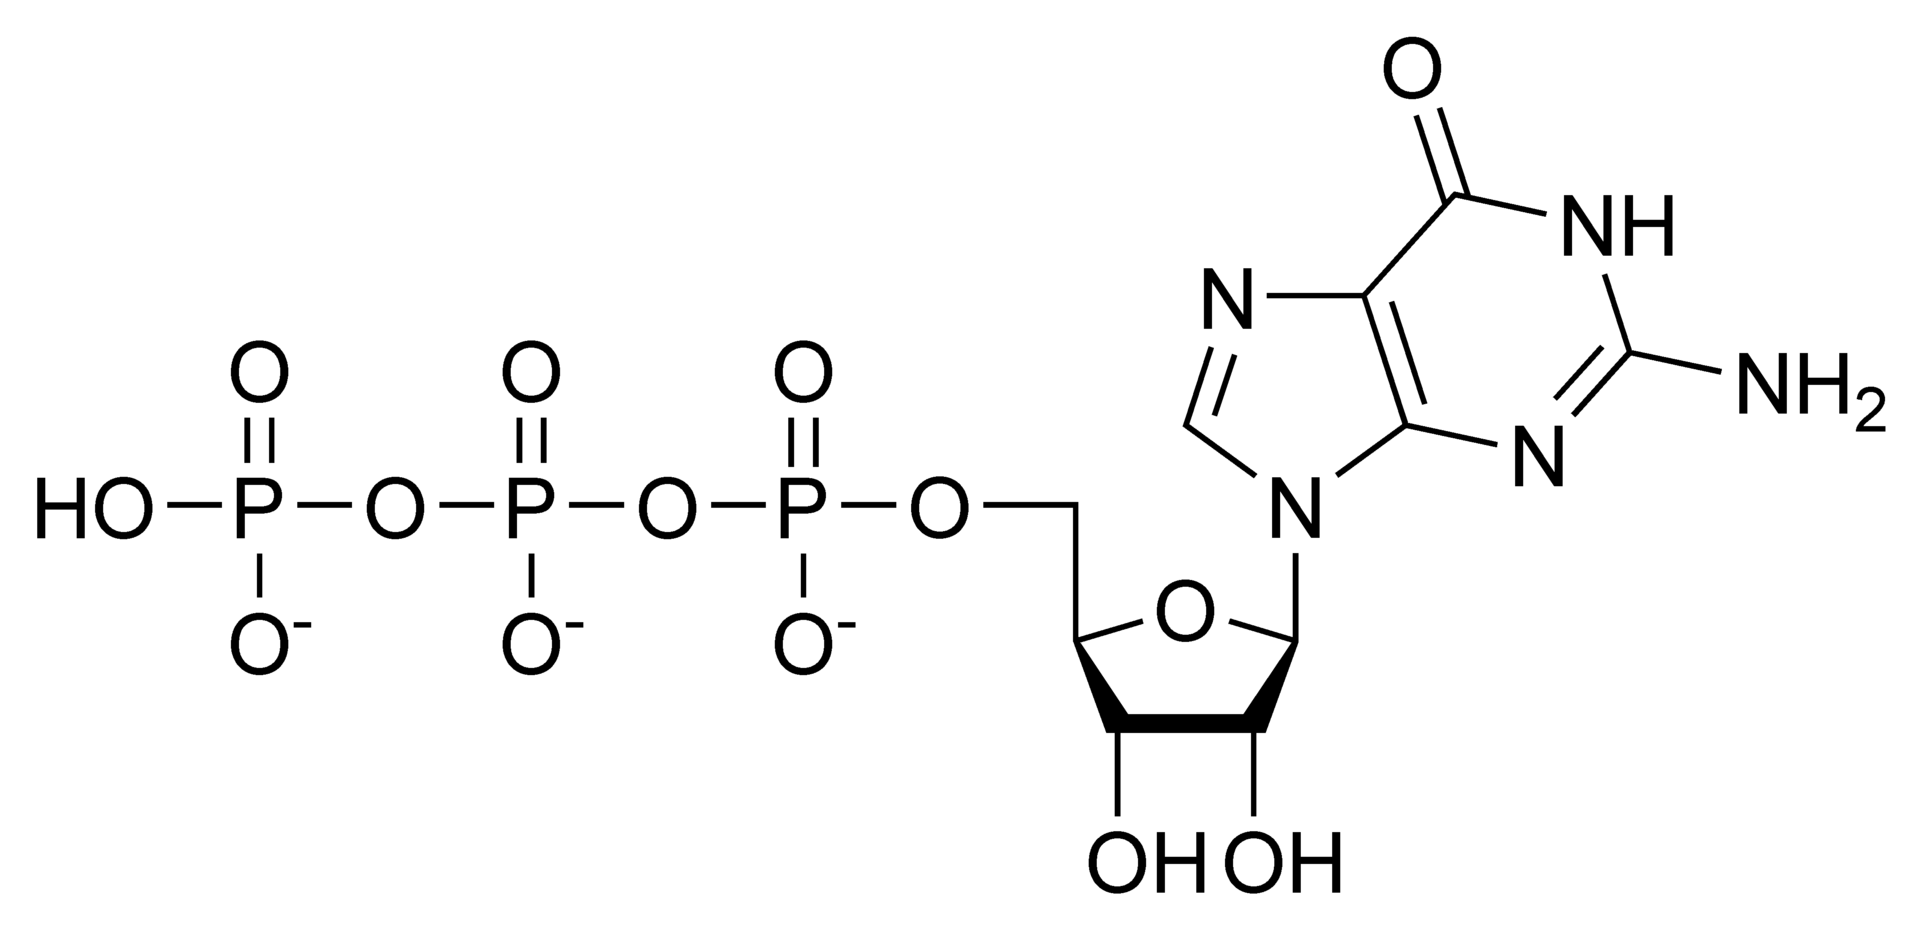 O
NH
N
O O O NH2
N
HO P O P O P O N
O
O- O- O-
OH OH